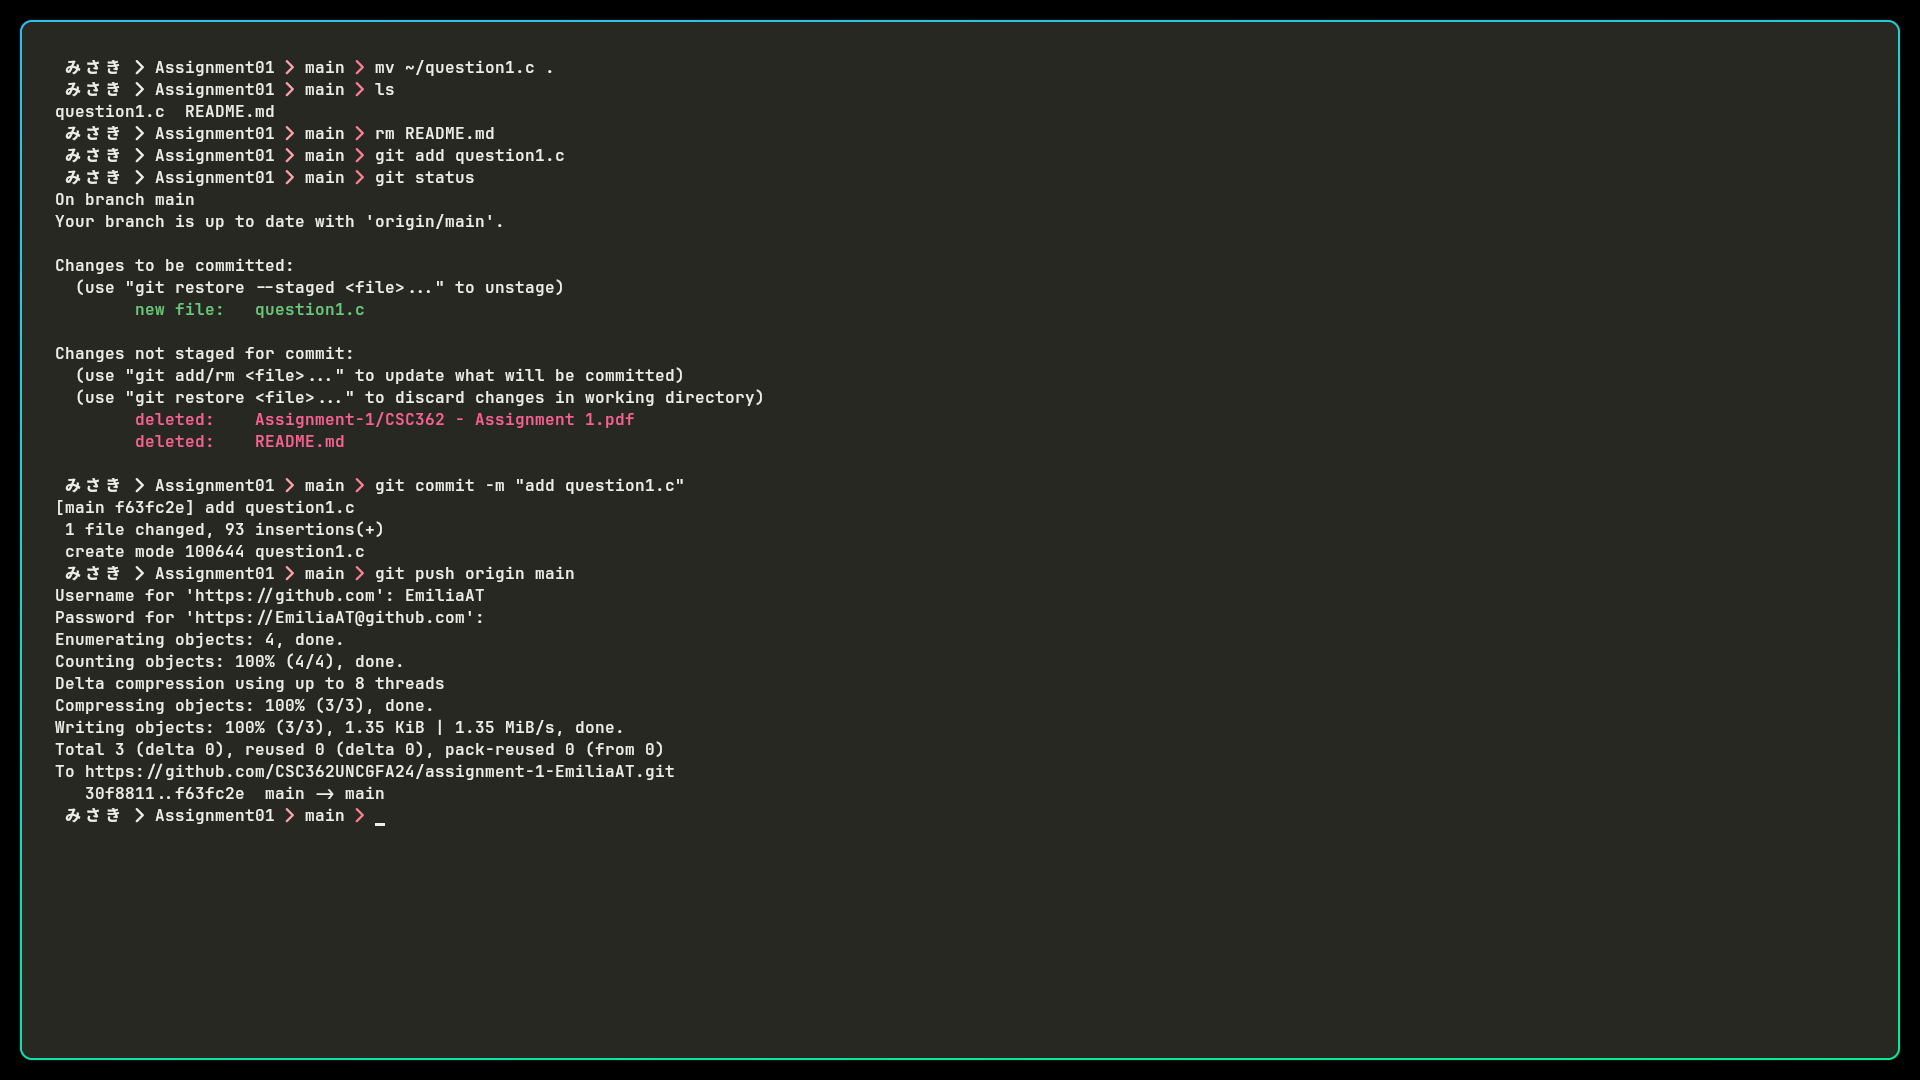 みさき > Assignment01 > main > mv ~/question1.c .
みさき > Assignment01 > main > ls
question1.c  README.md
みさき > Assignment01 > main > rm README.md
みさき > Assignment01 > main > git add question1.c
みさき > Assignment01 > main > git status
On branch main
Your branch is up to date with 'origin/main'.

Changes to be committed:
  (use "git restore --staged <file>..." to unstage)
        new file:   question1.c

Changes not staged for commit:
  (use "git add/rm <file>..." to update what will be committed)
  (use "git restore <file>..." to discard changes in working directory)
        deleted:    Assignment-1/CSC362 - Assignment 1.pdf
        deleted:    README.md

みさき > Assignment01 > main > git commit -m "add question1.c"
[main f63fc2e] add question1.c
 1 file changed, 93 insertions(+)
 create mode 100644 question1.c
みさき > Assignment01 > main > git push origin main
Username for 'https://github.com': EmiliaAT
Password for 'https://EmiliaAT@github.com':
Enumerating objects: 4, done.
Counting objects: 100% (4/4), done.
Delta compression using up to 8 threads
Compressing objects: 100% (3/3), done.
Writing objects: 100% (3/3), 1.35 KiB | 1.35 MiB/s, done.
Total 3 (delta 0), reused 0 (delta 0), pack-reused 0 (from 0)
To https://github.com/CSC362UNCGFA24/assignment-1-EmiliaAT.git
   30f8811..f63fc2e  main -> main
みさき > Assignment01 > main > _